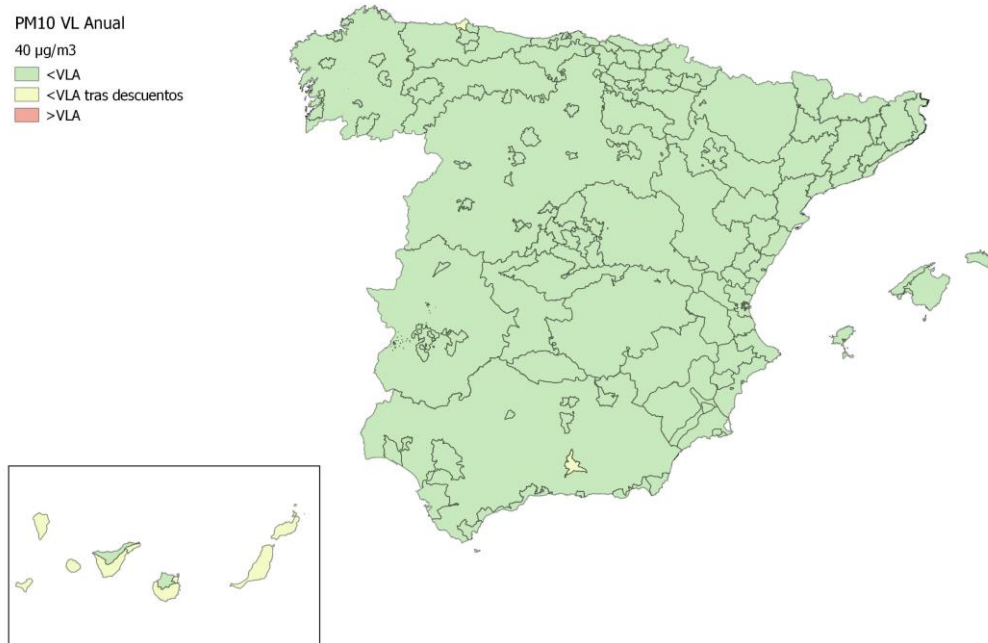 PM10 VL Anual
40 µg/m3
<VLA
<VLA tras descuentos
>VLA